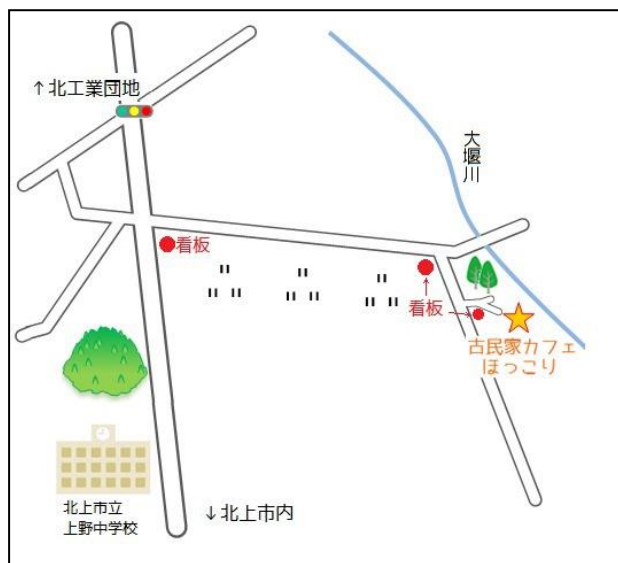 ↑北工業団地
大堰川
看板
看板
古民家カフェ
ほっこり
北上市立
上野中学校
↓北上市内